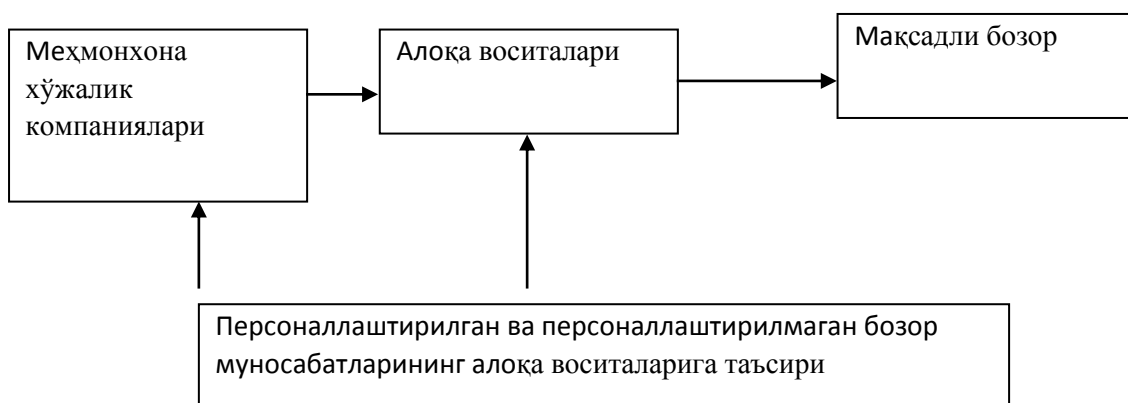 Меҳмонхона
хўжалик
компаниялари
Алоқа воситалари
Мақсадли бозор
Персоналлаштирилган ва персоналлаштирилмаган бозор
муносабатларининг алоқа воситаларига таъсири